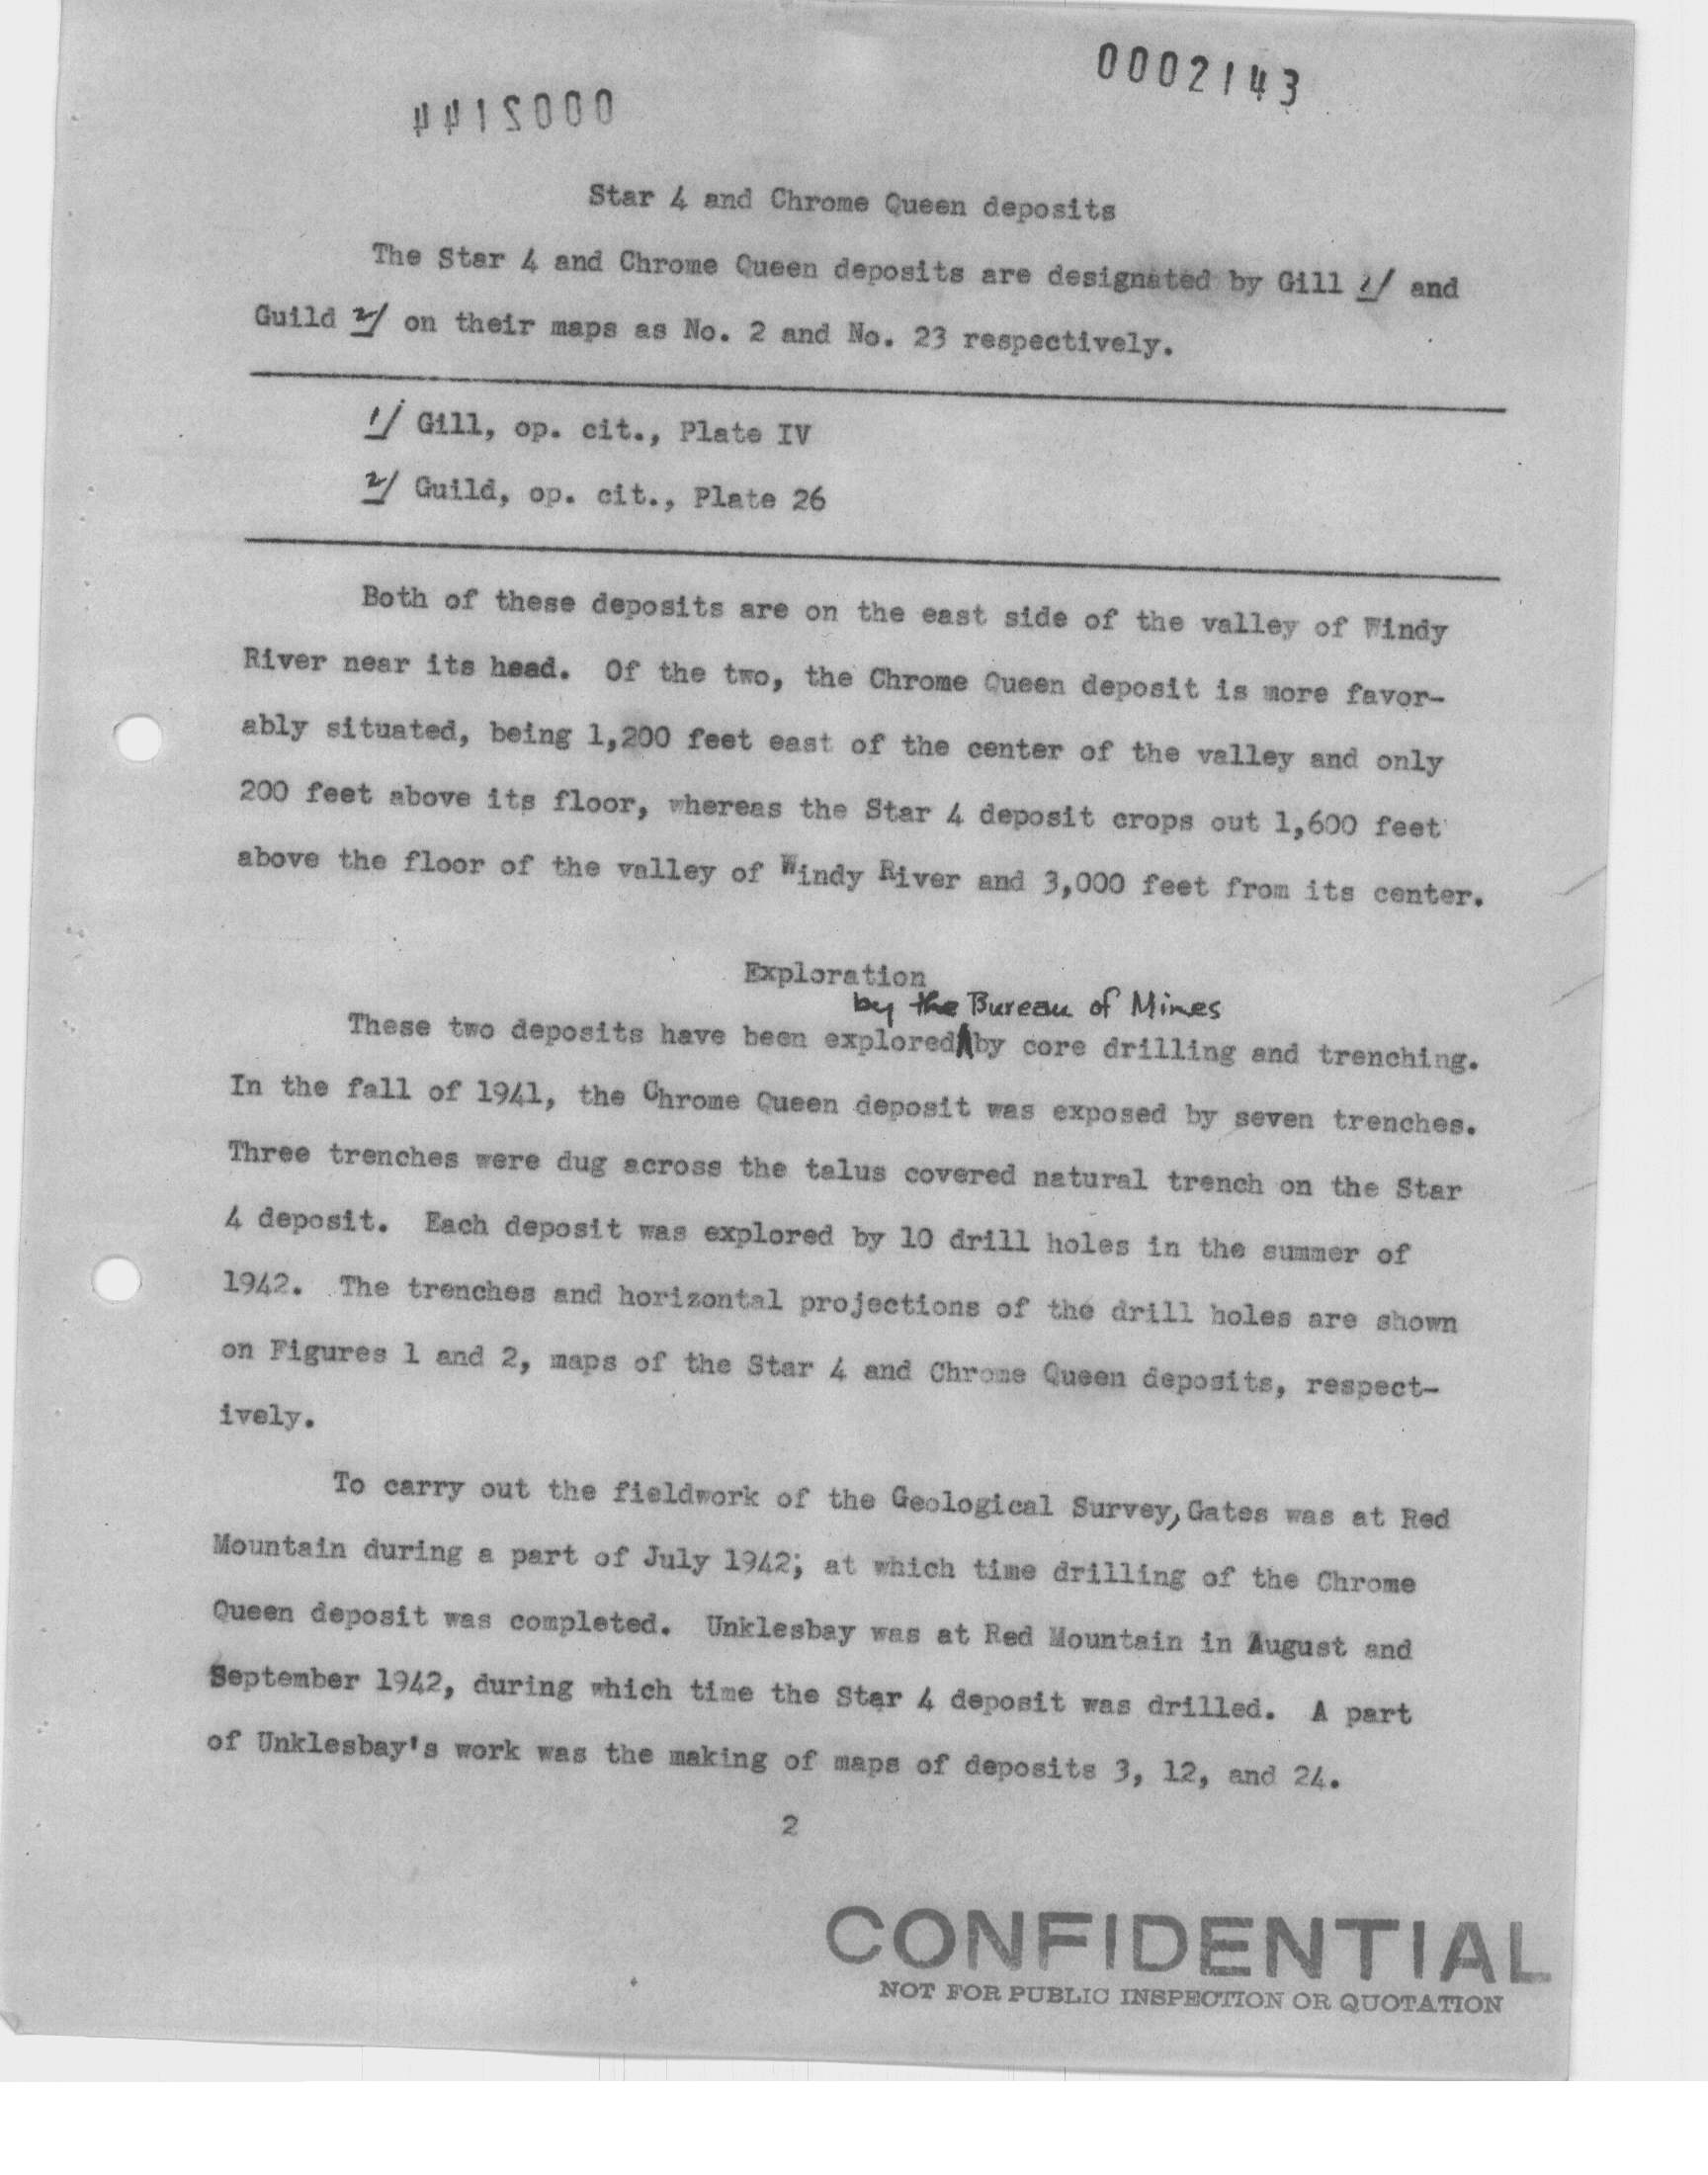 0002143
0002144
Star 4 and Chrome Queen deposits
The Star 4 and Chrome Queen deposits are designated by Gill 1/ and
Guild 2/ on their maps as No. 2 and No. 23 respectively.
1/ Gill, op. cit., Plate IV
2/ Guild, op. cit., Plate 26
Both of these deposits are on the east side of the valley of Windy
River near its head. Of the two, the Chrome Queen deposit is more favor-
ably situated, being 1,200 feet east of the center of the valley and only
200 feet above its floor, whereas the Star 4 deposit crops out 1,600 feet
above the floor of the valley of Windy River and 3,000 feet from its center.
Exploration
by the Bureau of Mines
These two deposits have been explored by core drilling and trenching.
In the fall of 1941, the Chrome Queen deposit was exposed by seven trenches.
Three trenches were dug across the talus covered natural trench on the Star
4 deposit. Each deposit was explored by 10 drill holes in the summer of
1942. The trenches and horizontal projections of the drill holes are shown
on Figures 1 and 2, maps of the Star 4 and Chrome Queen deposits, respect-
ively.
To carry out the fieldwork of the Geological Survey, Gates was at Red
Mountain during a part of July 1942; at which time drilling of the Chrome
Queen deposit was completed. Unklesbay was at Red Mountain in August and
September 1942, during which time the Star 4 deposit was drilled. A part
of Unklesbay's work was the making of maps of deposits 3, 12, and 24.
2
CONFIDENTIAL
NOT FOR PUBLIC INSPECTION OR QUOTATION